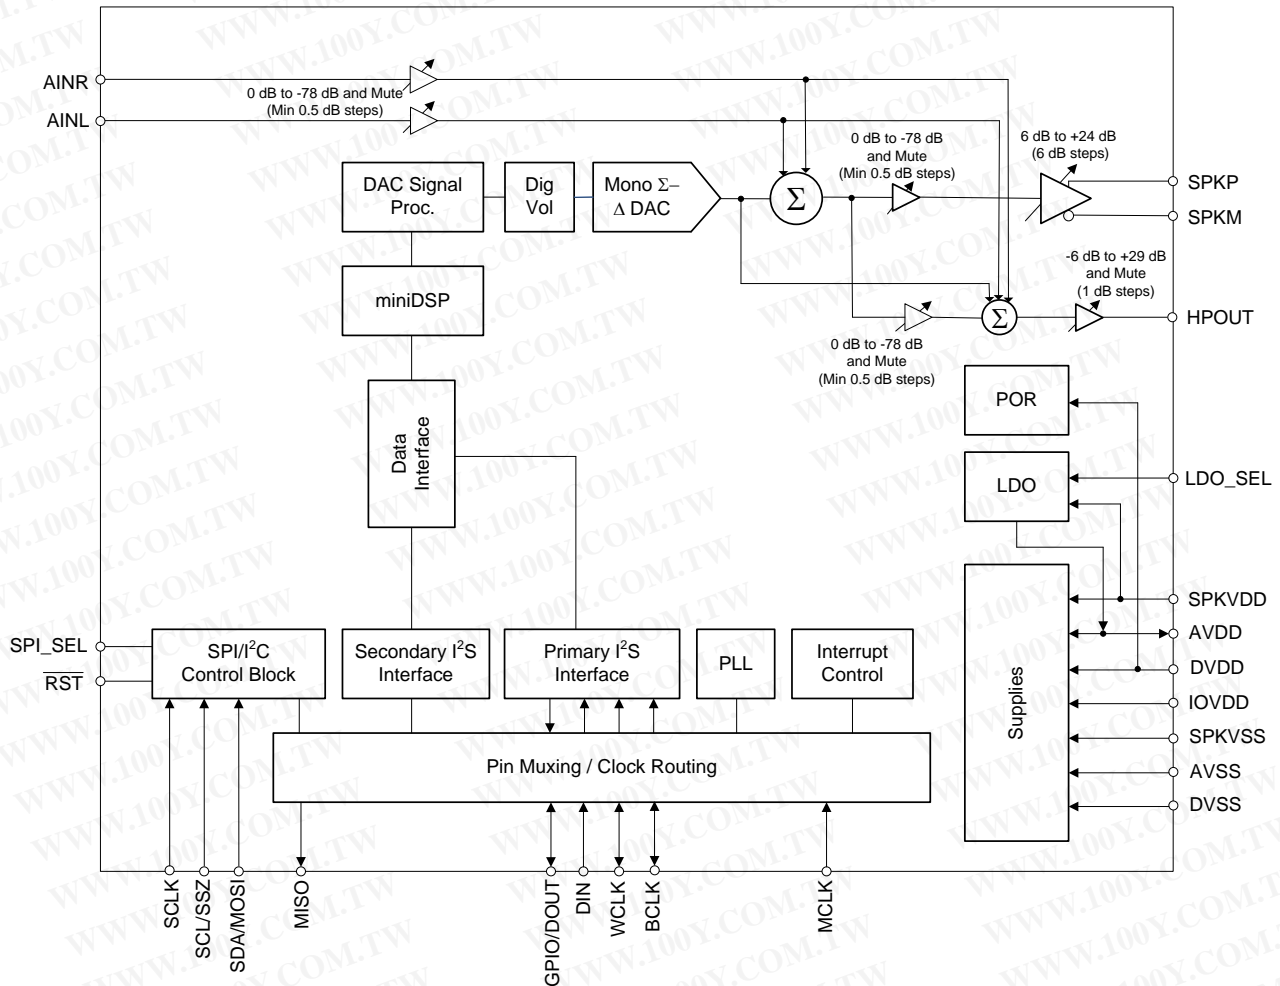 AINR
AINL
0 dB to -78 dB and Mute
(Min 0.5 dB steps)
DAC Signal
Proc.
Dig
Vol
Mono Σ–
Δ DAC
Σ
0 dB to -78 dB
and Mute
(Min 0.5 dB steps)
6 dB to +24 dB
(6 dB steps)
SPKP
SPKM
miniDSP
0 dB to -78 dB
and Mute
(Min 0.5 dB steps)
Σ
-6 dB to +29 dB
and Mute
(1 dB steps)
HPOUT
Data
Interface
POR
LDO
LDO_SEL
SPI_SEL
RST
SPI/I²C
Control Block
Secondary I²S
Interface
Primary I²S
Interface
PLL
Interrupt
Control
Pin Muxing / Clock Routing
Supplies
SPKVDD
AVDD
DVDD
IOVDD
SPKVSS
AVSS
DVSS
SCLK
SCL/SSZ
SDA/MOSI
MISO
GPIO/DOUT
DIN
WCLK
BCLK
MCLK
WWW.100Y.COM.TW